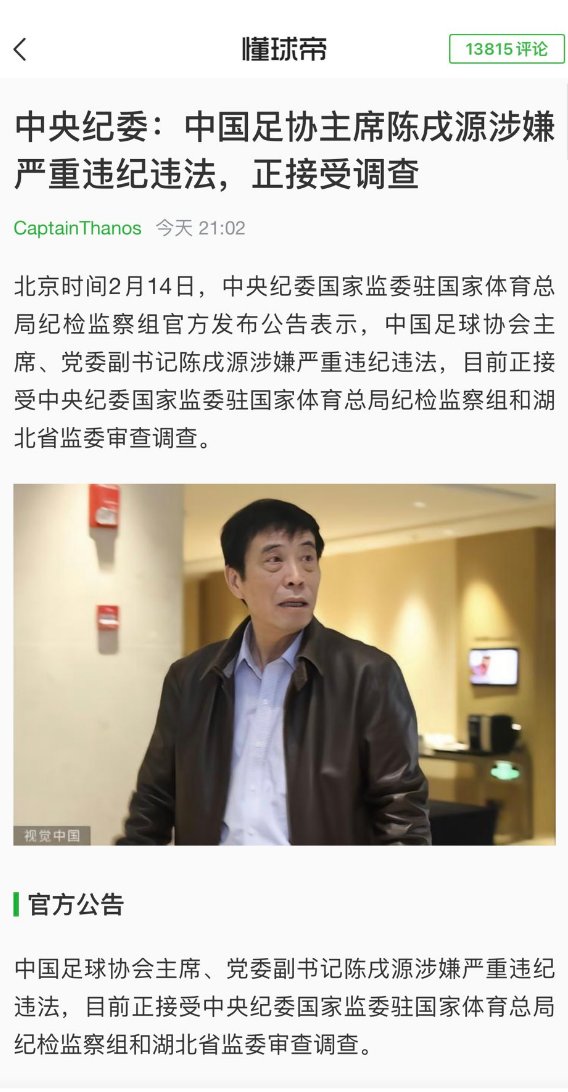 懂球帝
13815评论
中央纪委：中国足协主席陈戌源涉嫌
严重违纪违法，正接受调查
CaptainThanos 今天 21:02
北京时间2月14日，中央纪委国家监委驻国家体育总
局纪检监察组官方发布公告表示，中国足球协会主
席、党委副书记陈戌源涉嫌严重违纪违法，目前正接
受中央纪委国家监委驻国家体育总局纪检监察组和湖
北省监委审查调查。
视觉中国
官方公告
中国足球协会主席、党委副书记陈戌源涉嫌严重违纪
违法，目前正接受中央纪委国家监委驻国家体育总局
纪检监察组和湖北省监委审查调查。